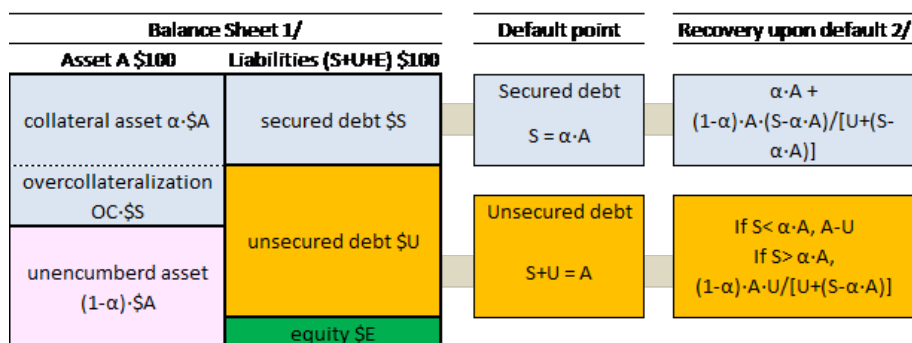 Balance Sheet 1/
Default point
Recovery upon default 2/
Asset A $100
Liabilities (S+U+E) $100
collateral asset α·$A
overcollateralization
OC·$S
unencumberd asset
(1-α)·$A
secured debt $S
unsecured debt $U
equity $E
Secured debt
S = α·A
Unsecured debt
S+U = A
α·A +
(1-α)·A·(S-α·A)/[U+(S-
α·A)]
If S< α·A, A-U
If S> α·A,
(1-α)·A·U/[U+(S-α·A)]